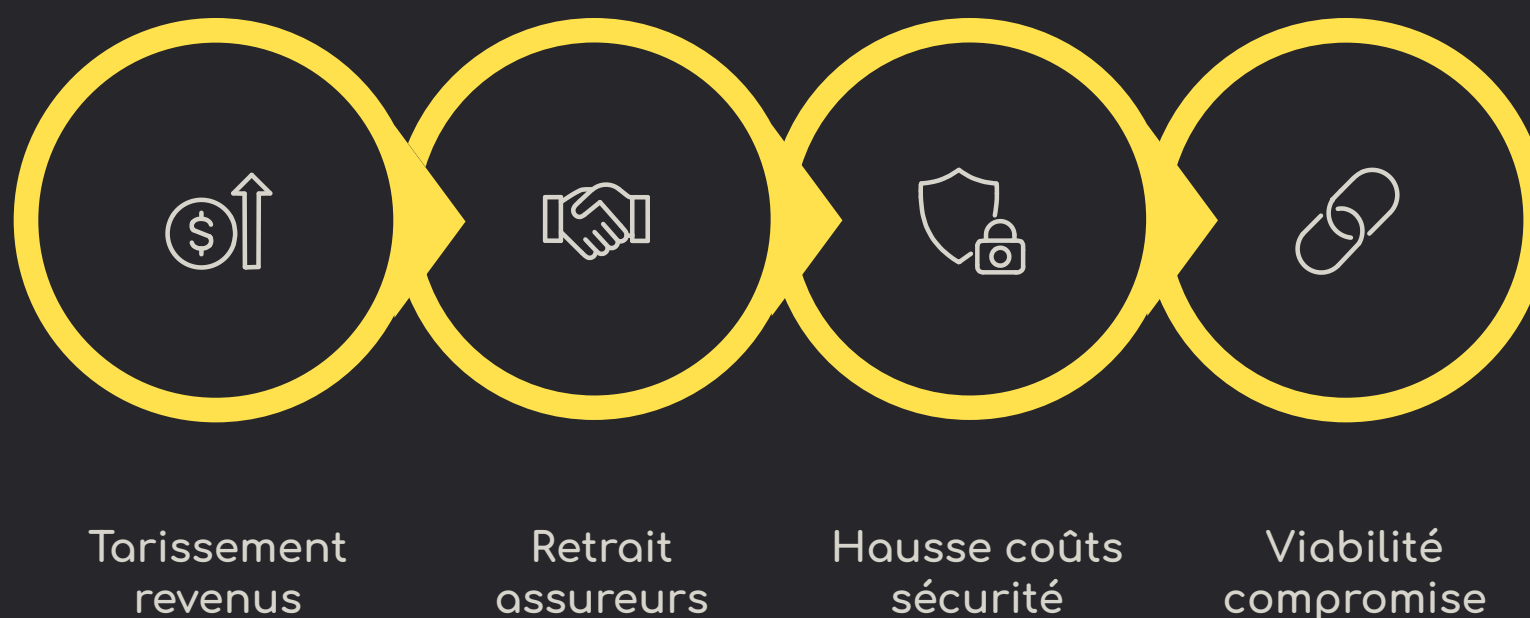 Tarissement
revenus
Retrait
assureurs
Hausse coûts
sécurité
Viabilité
compromise